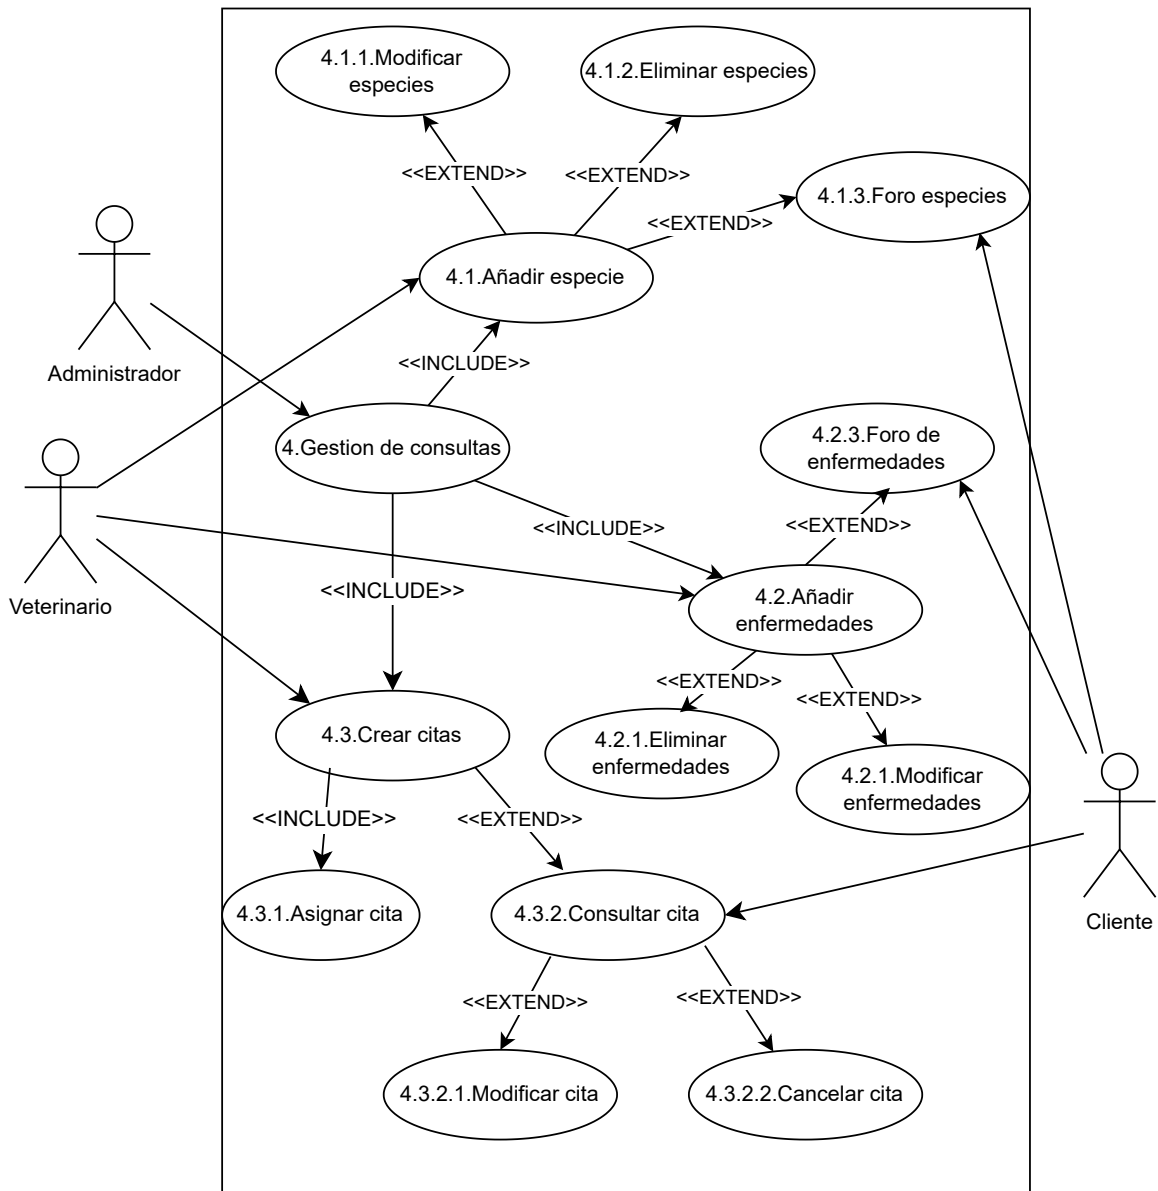 4.1.1.Modificar
especies
4.1.2.Eliminar especies
<<EXTEND>>
<<EXTEND>>
4.1.3.Foro especies
<<EXTEND>>
4.1.Añadir especie
Administrador
<<INCLUDE>>
4.Gestion de consultas
4.2.3.Foro de
enfermedades
<<INCLUDE>>
<<EXTEND>>
Veterinario
<<INCLUDE>>
4.2.Añadir
enfermedades
<<EXTEND>>
<<EXTEND>>
4.3.Crear citas
4.2.1.Eliminar
enfermedades
4.2.1.Modificar
enfermedades
<<INCLUDE>>
<<EXTEND>>
4.3.1.Asignar cita
4.3.2.Consultar cita
Cliente
<<EXTEND>>
<<EXTEND>>
4.3.2.1.Modificar cita
4.3.2.2.Cancelar cita